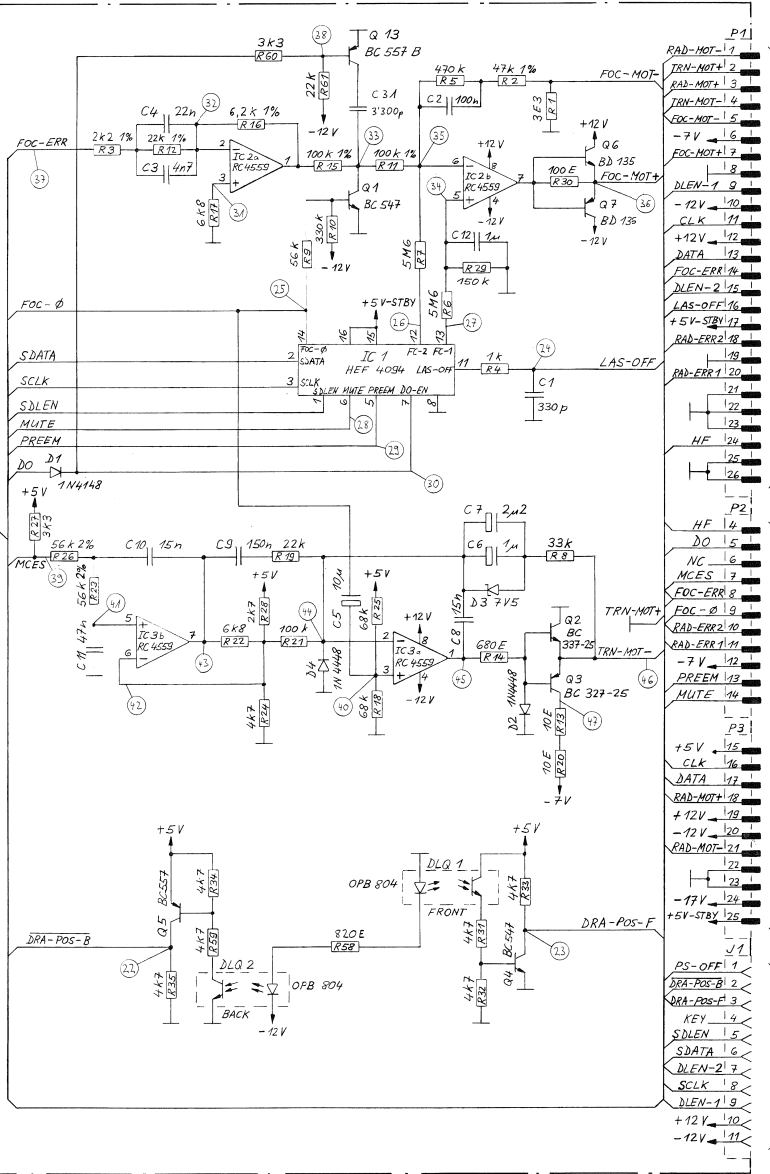 P1
RAD-MOT- 1
TRN-MOT+ 2
RAD-MOT+ 3
TRN-MOT- 4
FOC-MOT- 5
-7V 6
FOC-MOT+ 7
8
DLEN-1 9
-12V 10
CLK 11
+12V 12
DATA 13
FOC-ERR 14
DLEN-2 15
LAS-OFF 16
+5V-STBY 17
RAD-ERR2 18
19
RAD-ERR1 20
21
22
23
HF 24
25
26
P2
HF 4
DO 5
NC 6
MCES 7
FOC-ERR 8
FOC-Ø 9
RAD-ERR2 10
RAD-ERR1 11
-7V 12
PREEM 13
MUTE 14
P3
+5V 15
CLK 16
DATA 17
RAD-MOT+ 18
+12V 19
-12V 20
RAD-MOT- 21
22
23
-17V 24
+5V-STBY 25
J1
PS-OFF 1
DRA-POS-B 2
DRA-POS-F 3
KEY 4
SDLEN 5
SDATA 6
DLEN-2 7
SCLK 8
DLEN-1 9
+12V 10
-12V 11
3k3
R60
38
Q13
BC 557 B
22k
R61
-12V
C31
3'300p
C4 22n
32
6,2k 1%
R16
FOC-ERR
37
2k2 1%
R3
22k 1%
R12
C3 4n7
2
3
1
IC2a
RC4559
31
6k8
R17
33
100k 1%
R15
100k 1%
R11
35
Q1
BC 547
330k
R10
-12V
56k
R9
25
470k
R5
47k 1%
R2
C2 100n
3E3
R1
FOC-MOT-
+12V
8
6
5
7
4
IC2b
RC4559
-12V
34
+12V
Q6
BD 135
100E
R30
FOC-MOT+
36
Q7
BD 136
-12V
C12 1µ
R29
150k
5M6
R7
5M6
R6
26
27
FOC-Ø
+5V-STBY
14
16
15
12
13
FOC-Ø
FC-2 FC-1
SDATA
2
SDATA
IC 1
HEF 4094
LAS-OFF
11
1k
R4
24
LAS-OFF
C1
330p
SCLK
3
SCLK
SDLEN MUTE PREEM DO-EN
1
6
5
7
8
SDLEN
MUTE
28
PREEM
29
DO
D1
1N4148
30
+5V
R27
3k3
MCES
39
56k 2%
R26
C10 15n
C9 150n
22k
R19
56k 2%
R23
41
C11 47n
5
6
7
IC3b
RC4559
42
43
6k8
R22
+5V
2k7
R28
4k7
R24
100k
R21
44
D4
1N4448
10µ
C5
+5V
68k
R25
40
68k
R18
+12V
8
2
3
1
4
IC3a
RC4559
-12V
C7 2µ2
C6 1µ
33k
R8
D3 7V5
15n
C8
45
680E
R14
Q2
BC
337-25
Q3
BC 327-25
1N4448
D2
47
10E
R13
10E
R20
-7V
TRN-MOT+
TRN-MOT-
46
+5V
BC557
Q5
4k7
R34
4k7
R59
DRA-POS-B
22
4k7
R35
DLQ 2
BACK
OPB 804
-12V
820E
R58
OPB 804
DLQ 1
FRONT
+5V
4k7
R33
4k7
R31
BC547
Q4
4k7
R32
23
DRA-POS-F